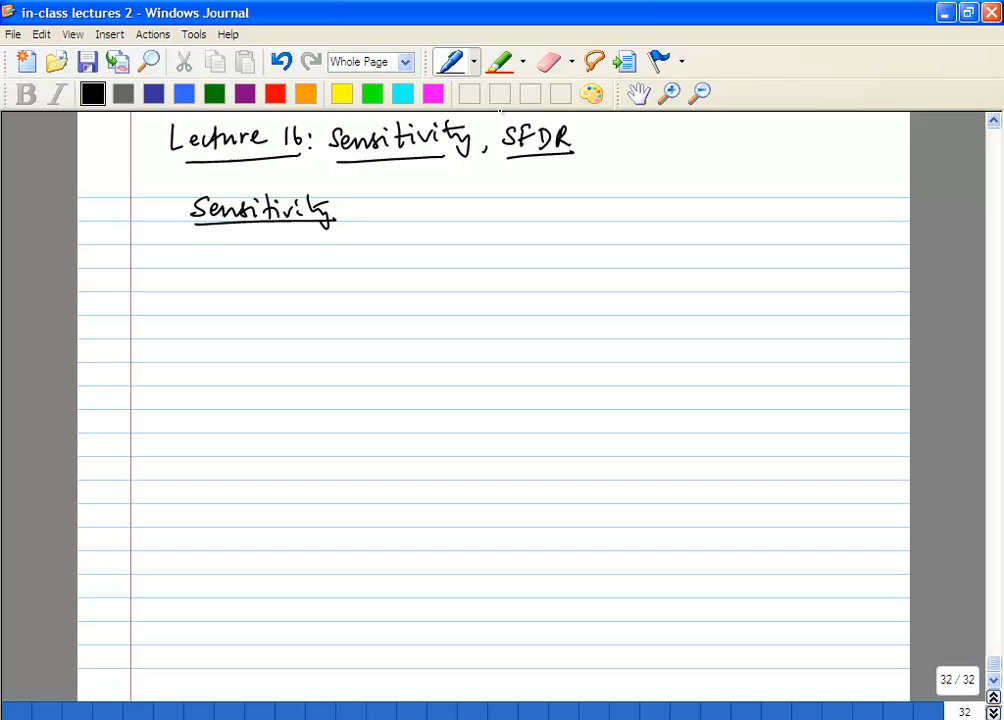 in-class lectures 2 - Windows Journal
File Edit View Insert Actions Tools Help
Whole Page
B I
Lecture 16: Sensitivity, SFDR
Sensitivity
32 / 32
32